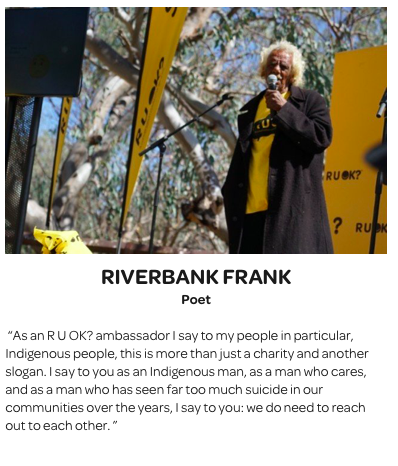 RUOK?
RUOK?
?
RU OK?
RIVERBANK FRANK
Poet
“As an R U OK? ambassador I say to my people in particular,
Indigenous people, this is more than just a charity and another
slogan. I say to you as an Indigenous man, as a man who cares,
and as a man who has seen far too much suicide in our
communities over the years, I say to you: we do need to reach
out to each other. ”